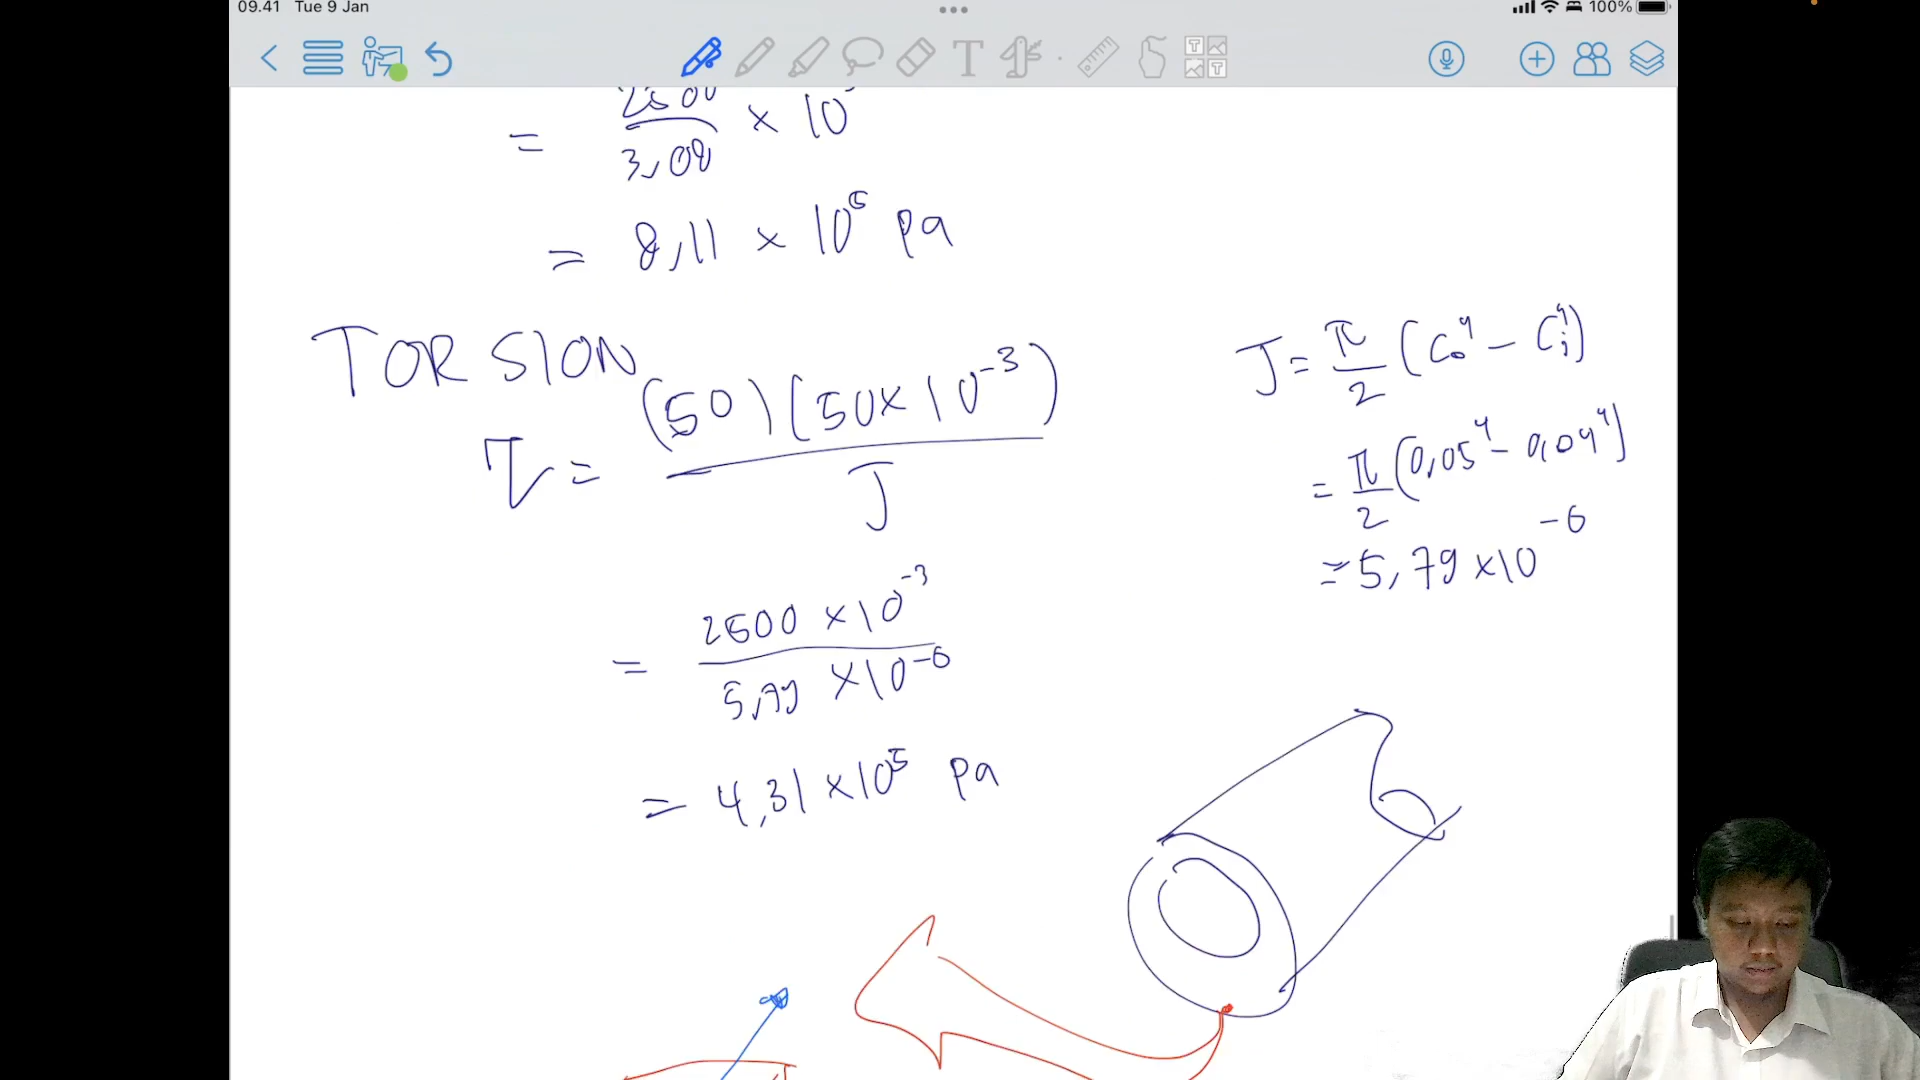 09.41 Tue 9 Jan
100%
= 2500/3,08 × 10
= 8,11 × 10⁵ pa
TORSION
τ = (50)(50×10⁻³)/J
= 2500 ×10⁻³/5,79 ×10⁻⁶
= 4,31 ×10⁵ pa
J = π/2 (C₀⁴ – Cᵢ⁴)
= π/2 (0,05⁴ – 0,04⁴)
= 5,79 ×10⁻⁶